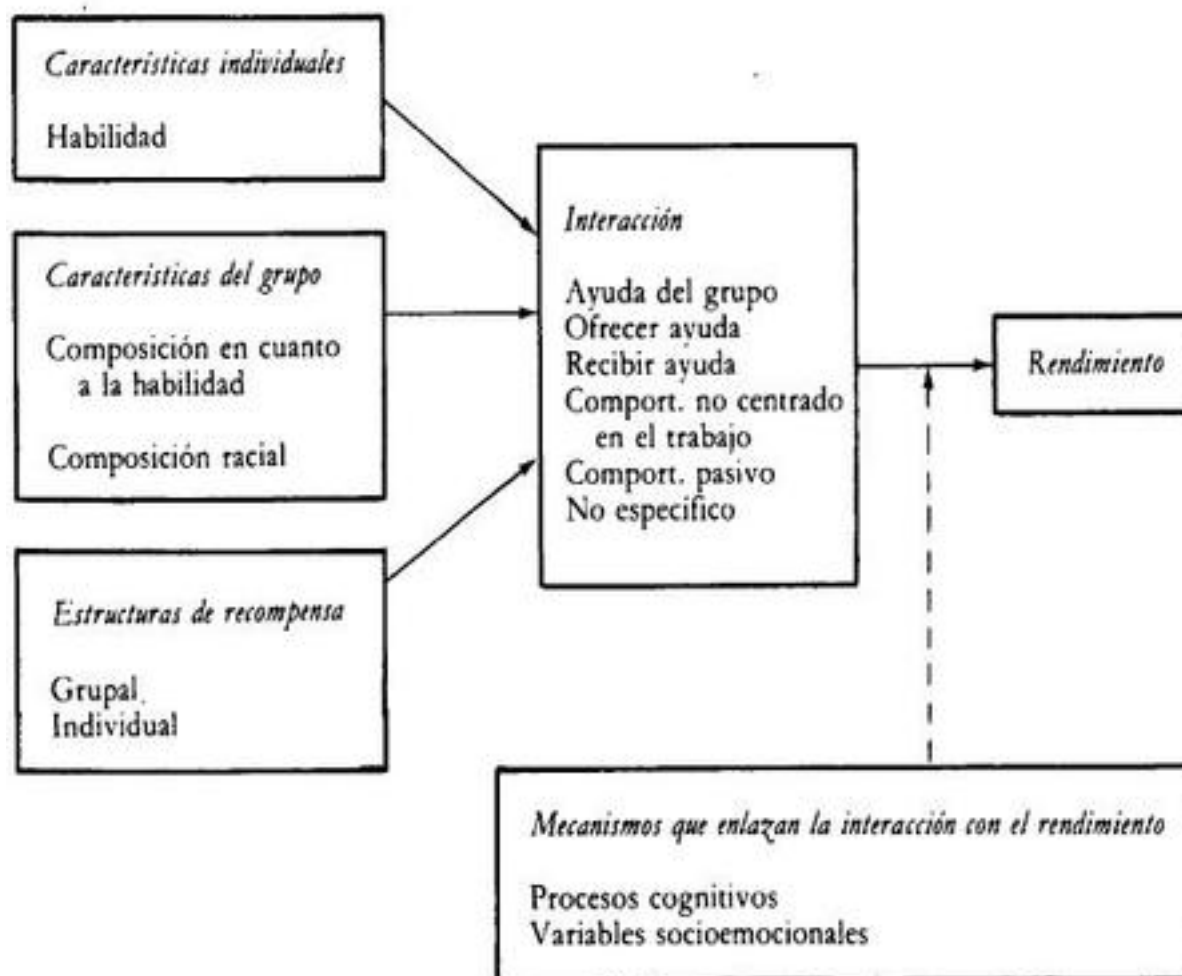 Características individuales
Habilidad
Características del grupo
Composición en cuanto
a la habilidad
Composición racial
Estructuras de recompensa
Grupal
Individual
Interacción
Ayuda del grupo
Ofrecer ayuda
Recibir ayuda
Comport. no centrado
en el trabajo
Comport. pasivo
No específico
Rendimiento
Mecanismos que enlazan la interacción con el rendimiento
Procesos cognitivos
Variables socioemocionales